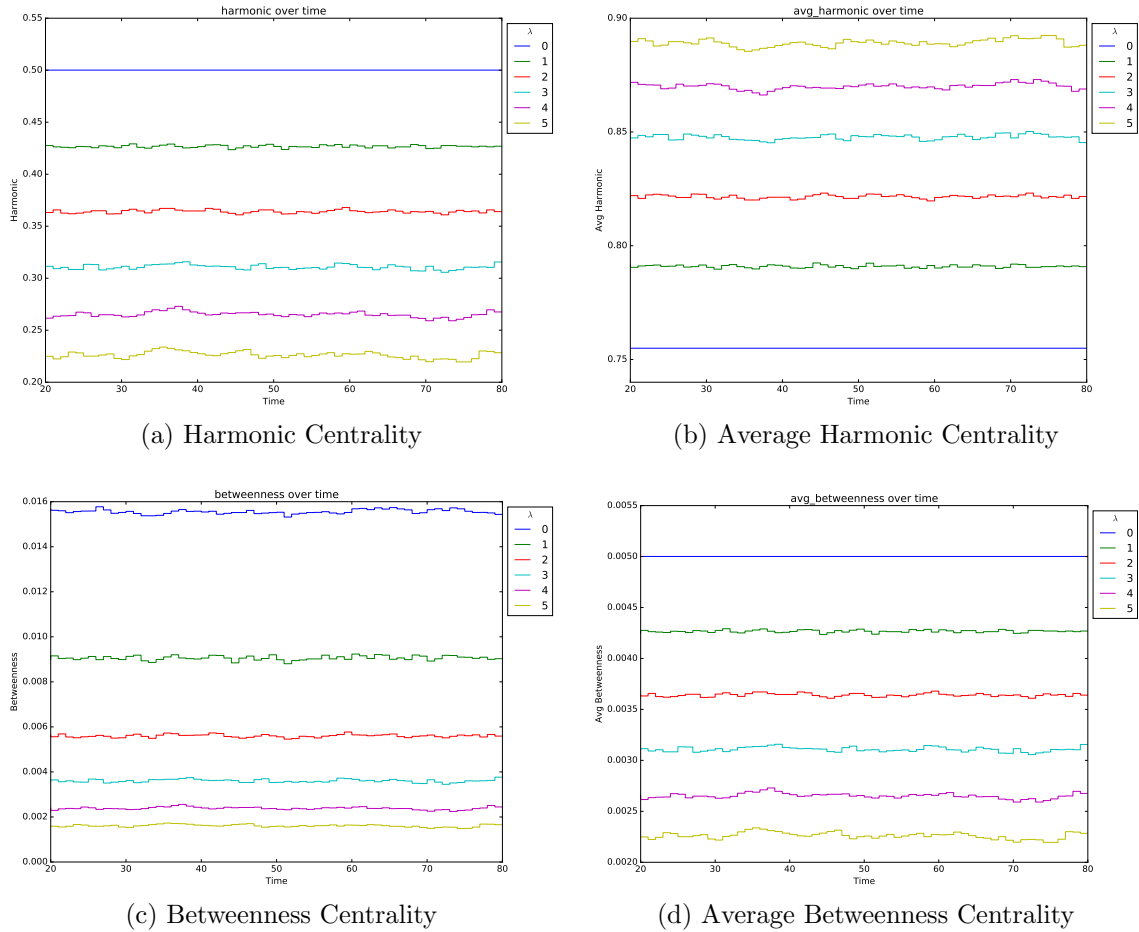 harmonic over time
0.55
0.50
0.45
0.40
0.35
0.30
0.25
0.20
Harmonic
20 30 40 50 60 70 80
Time
λ
0
1
2
3
4
5
(a) Harmonic Centrality
avg_harmonic over time
0.90
0.85
0.80
0.75
Avg Harmonic
20 30 40 50 60 70 80
Time
λ
0
1
2
3
4
5
(b) Average Harmonic Centrality
betweenness over time
0.016
0.014
0.012
0.010
0.008
0.006
0.004
0.002
0.000
Betweenness
20 30 40 50 60 70 80
Time
λ
0
1
2
3
4
5
(c) Betweenness Centrality
avg_betweenness over time
0.0055
0.0050
0.0045
0.0040
0.0035
0.0030
0.0025
0.0020
Avg Betweenness
20 30 40 50 60 70 80
Time
λ
0
1
2
3
4
5
(d) Average Betweenness Centrality